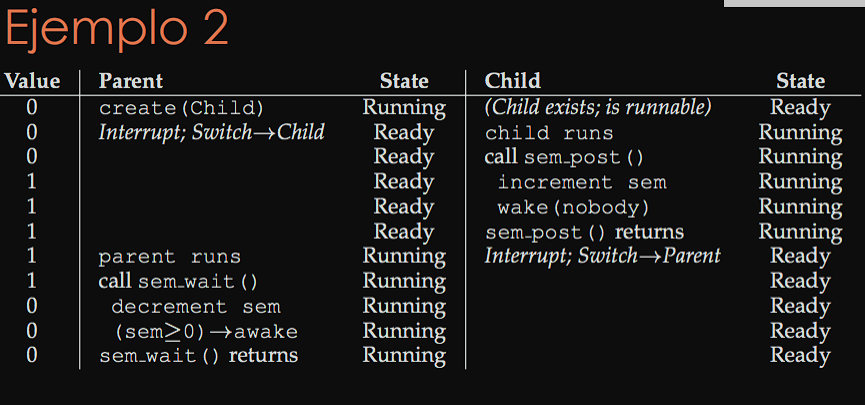 Ejemplo 2
Value Parent State Child State
0 create(Child) Running (Child exists; is runnable) Ready
0 Interrupt; Switch→Child Ready child runs Running
0 Ready call sem_post() Running
1 Ready increment sem Running
1 Ready wake(nobody) Running
1 Ready sem_post() returns Running
1 parent runs Running Interrupt; Switch→Parent Ready
1 call sem_wait() Running Ready
0 decrement sem Running Ready
0 (sem≥0)→awake Running Ready
0 sem_wait() returns Running Ready